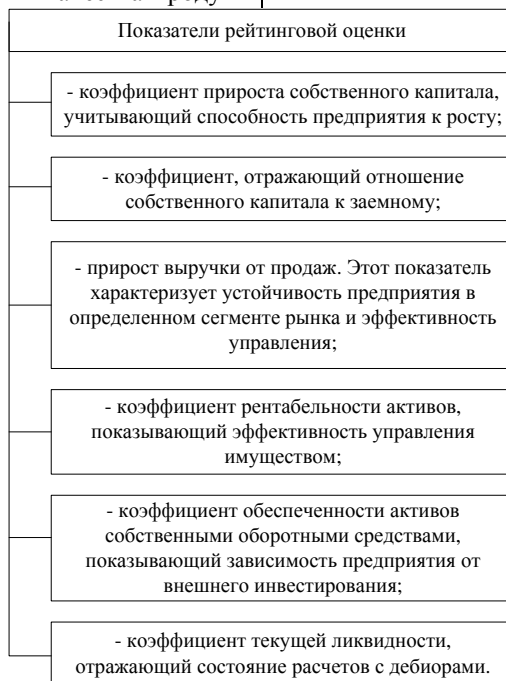 Показатели рейтинговой оценки
- коэффициент прироста собственного капитала,
учитывающий способность предприятия к росту;
- коэффициент, отражающий отношение
собственного капитала к заемному;
- прирост выручки от продаж. Этот показатель
характеризует устойчивость предприятия в
определенном сегменте рынка и эффективность
управления;
- коэффициент рентабельности активов,
показывающий эффективность управления
имуществом;
- коэффициент обеспеченности активов
собственными оборотными средствами,
показывающий зависимость предприятия от
внешнего инвестирования;
- коэффициент текущей ликвидности,
отражающий состояние расчетов с дебиорами.